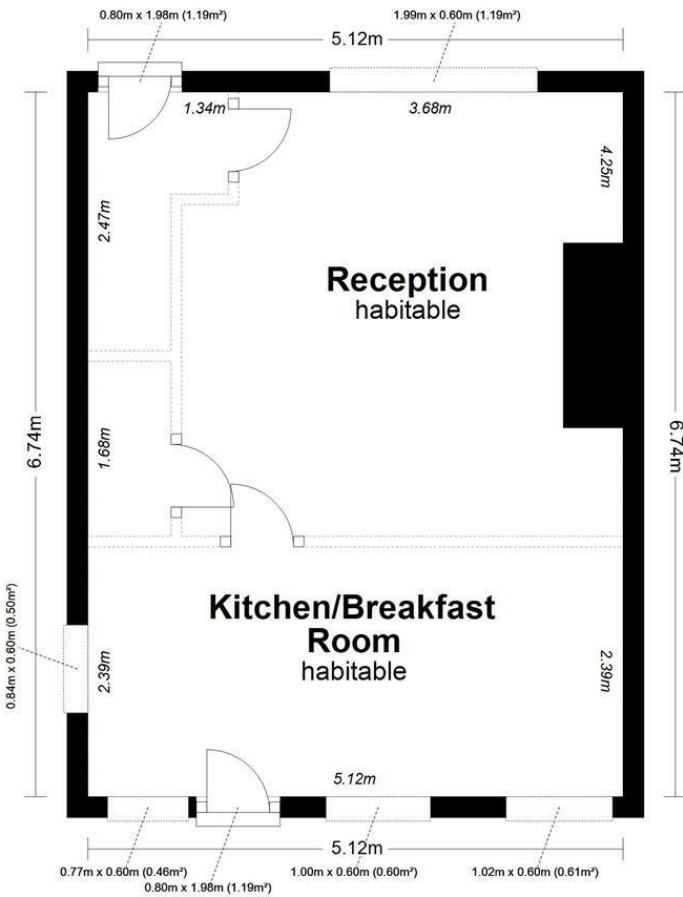 0.80m x 1.98m (1.19m²)
1.99m x 0.60m (1.19m²)
5.12m
1.34m
3.68m
4.25m
2.47m
Reception
habitable
6.74m
6.74m
1.68m
Kitchen/Breakfast
Room
habitable
0.84m x 0.60m (0.50m²)
2.39m
2.39m
5.12m
5.12m
0.77m x 0.60m (0.46m²)
1.00m x 0.60m (0.60m²)
1.02m x 0.60m (0.61m²)
0.80m x 1.98m (1.19m²)